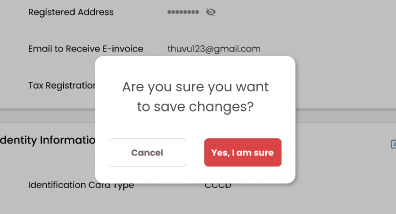 Registered Address ••••••••
Email to Receive E-invoice thuvu123@gmail.com
Tax Registration
Are you sure you want
to save changes?
Cancel Yes, I am sure
dentity Informatio
Identification Card Type CCCD